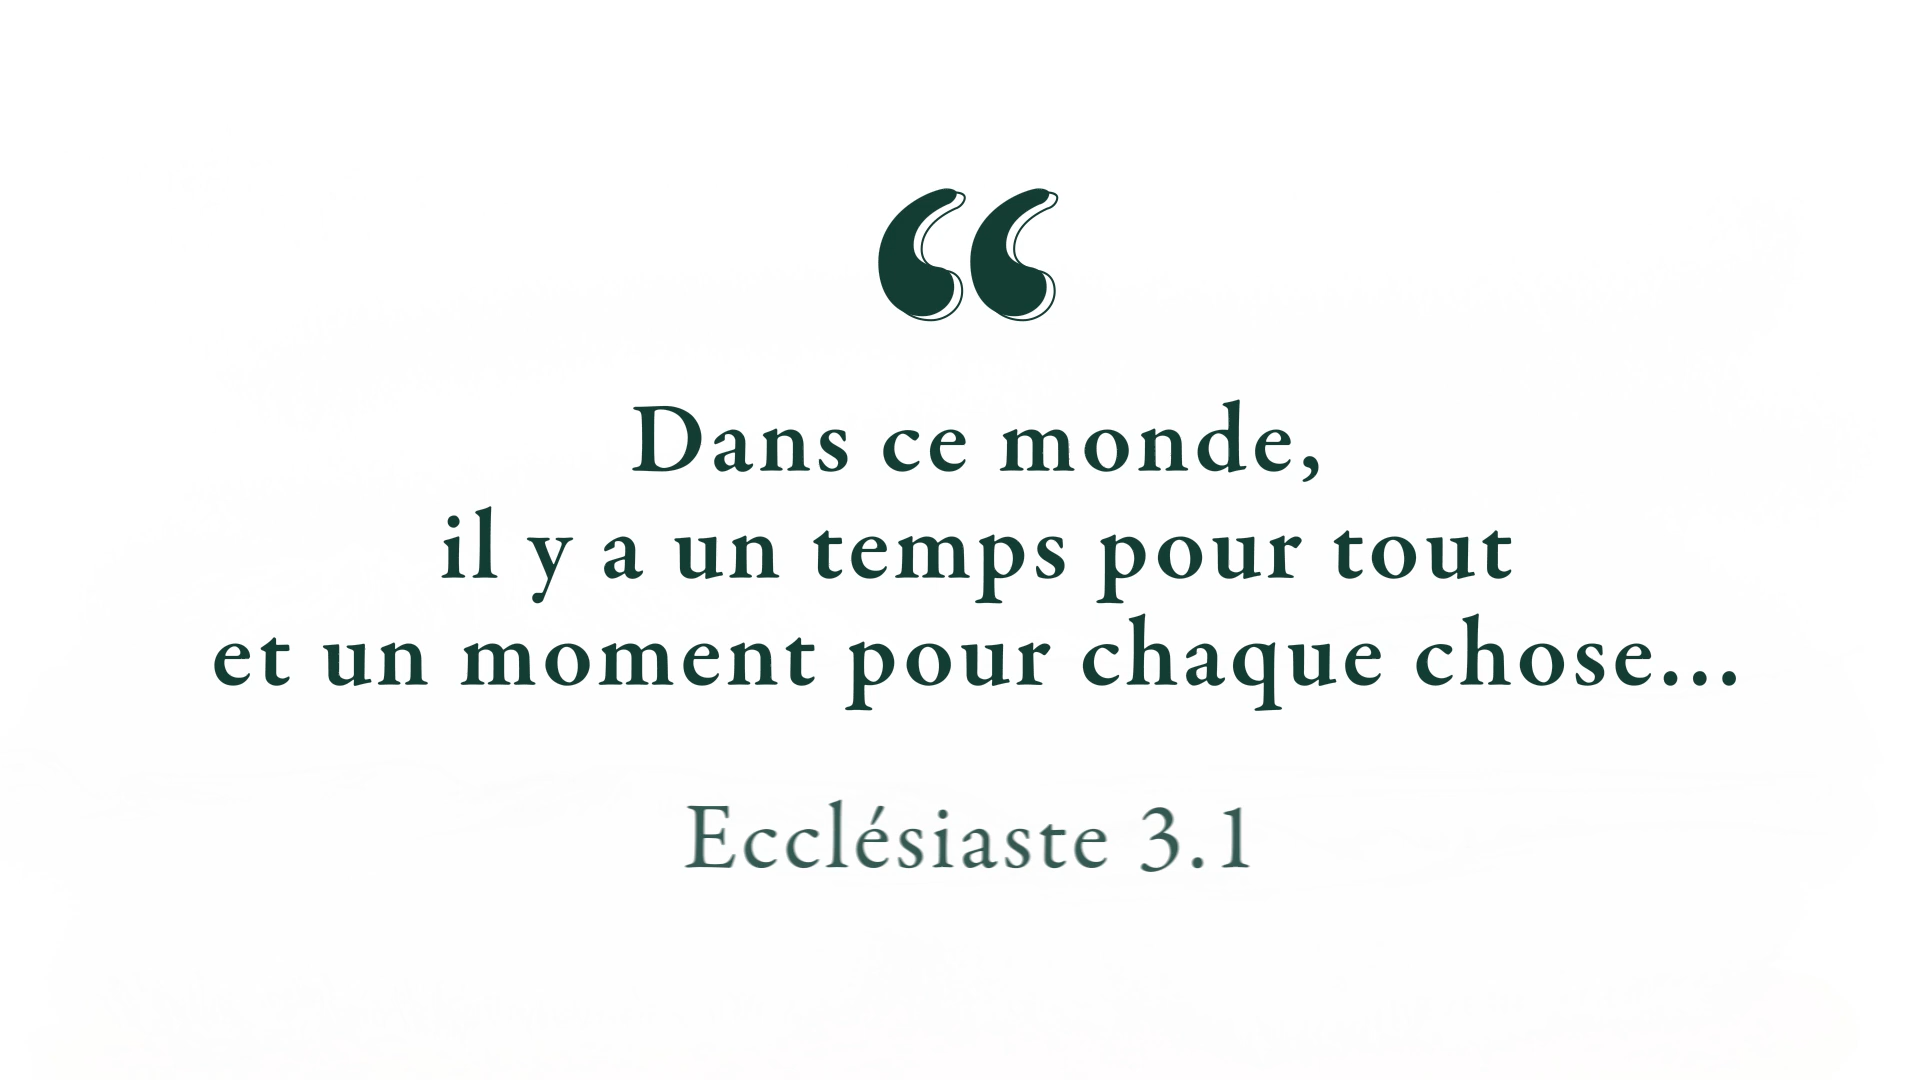 “
Dans ce monde,
il y a un temps pour tout
et un moment pour chaque chose...
Ecclésiaste 3.1